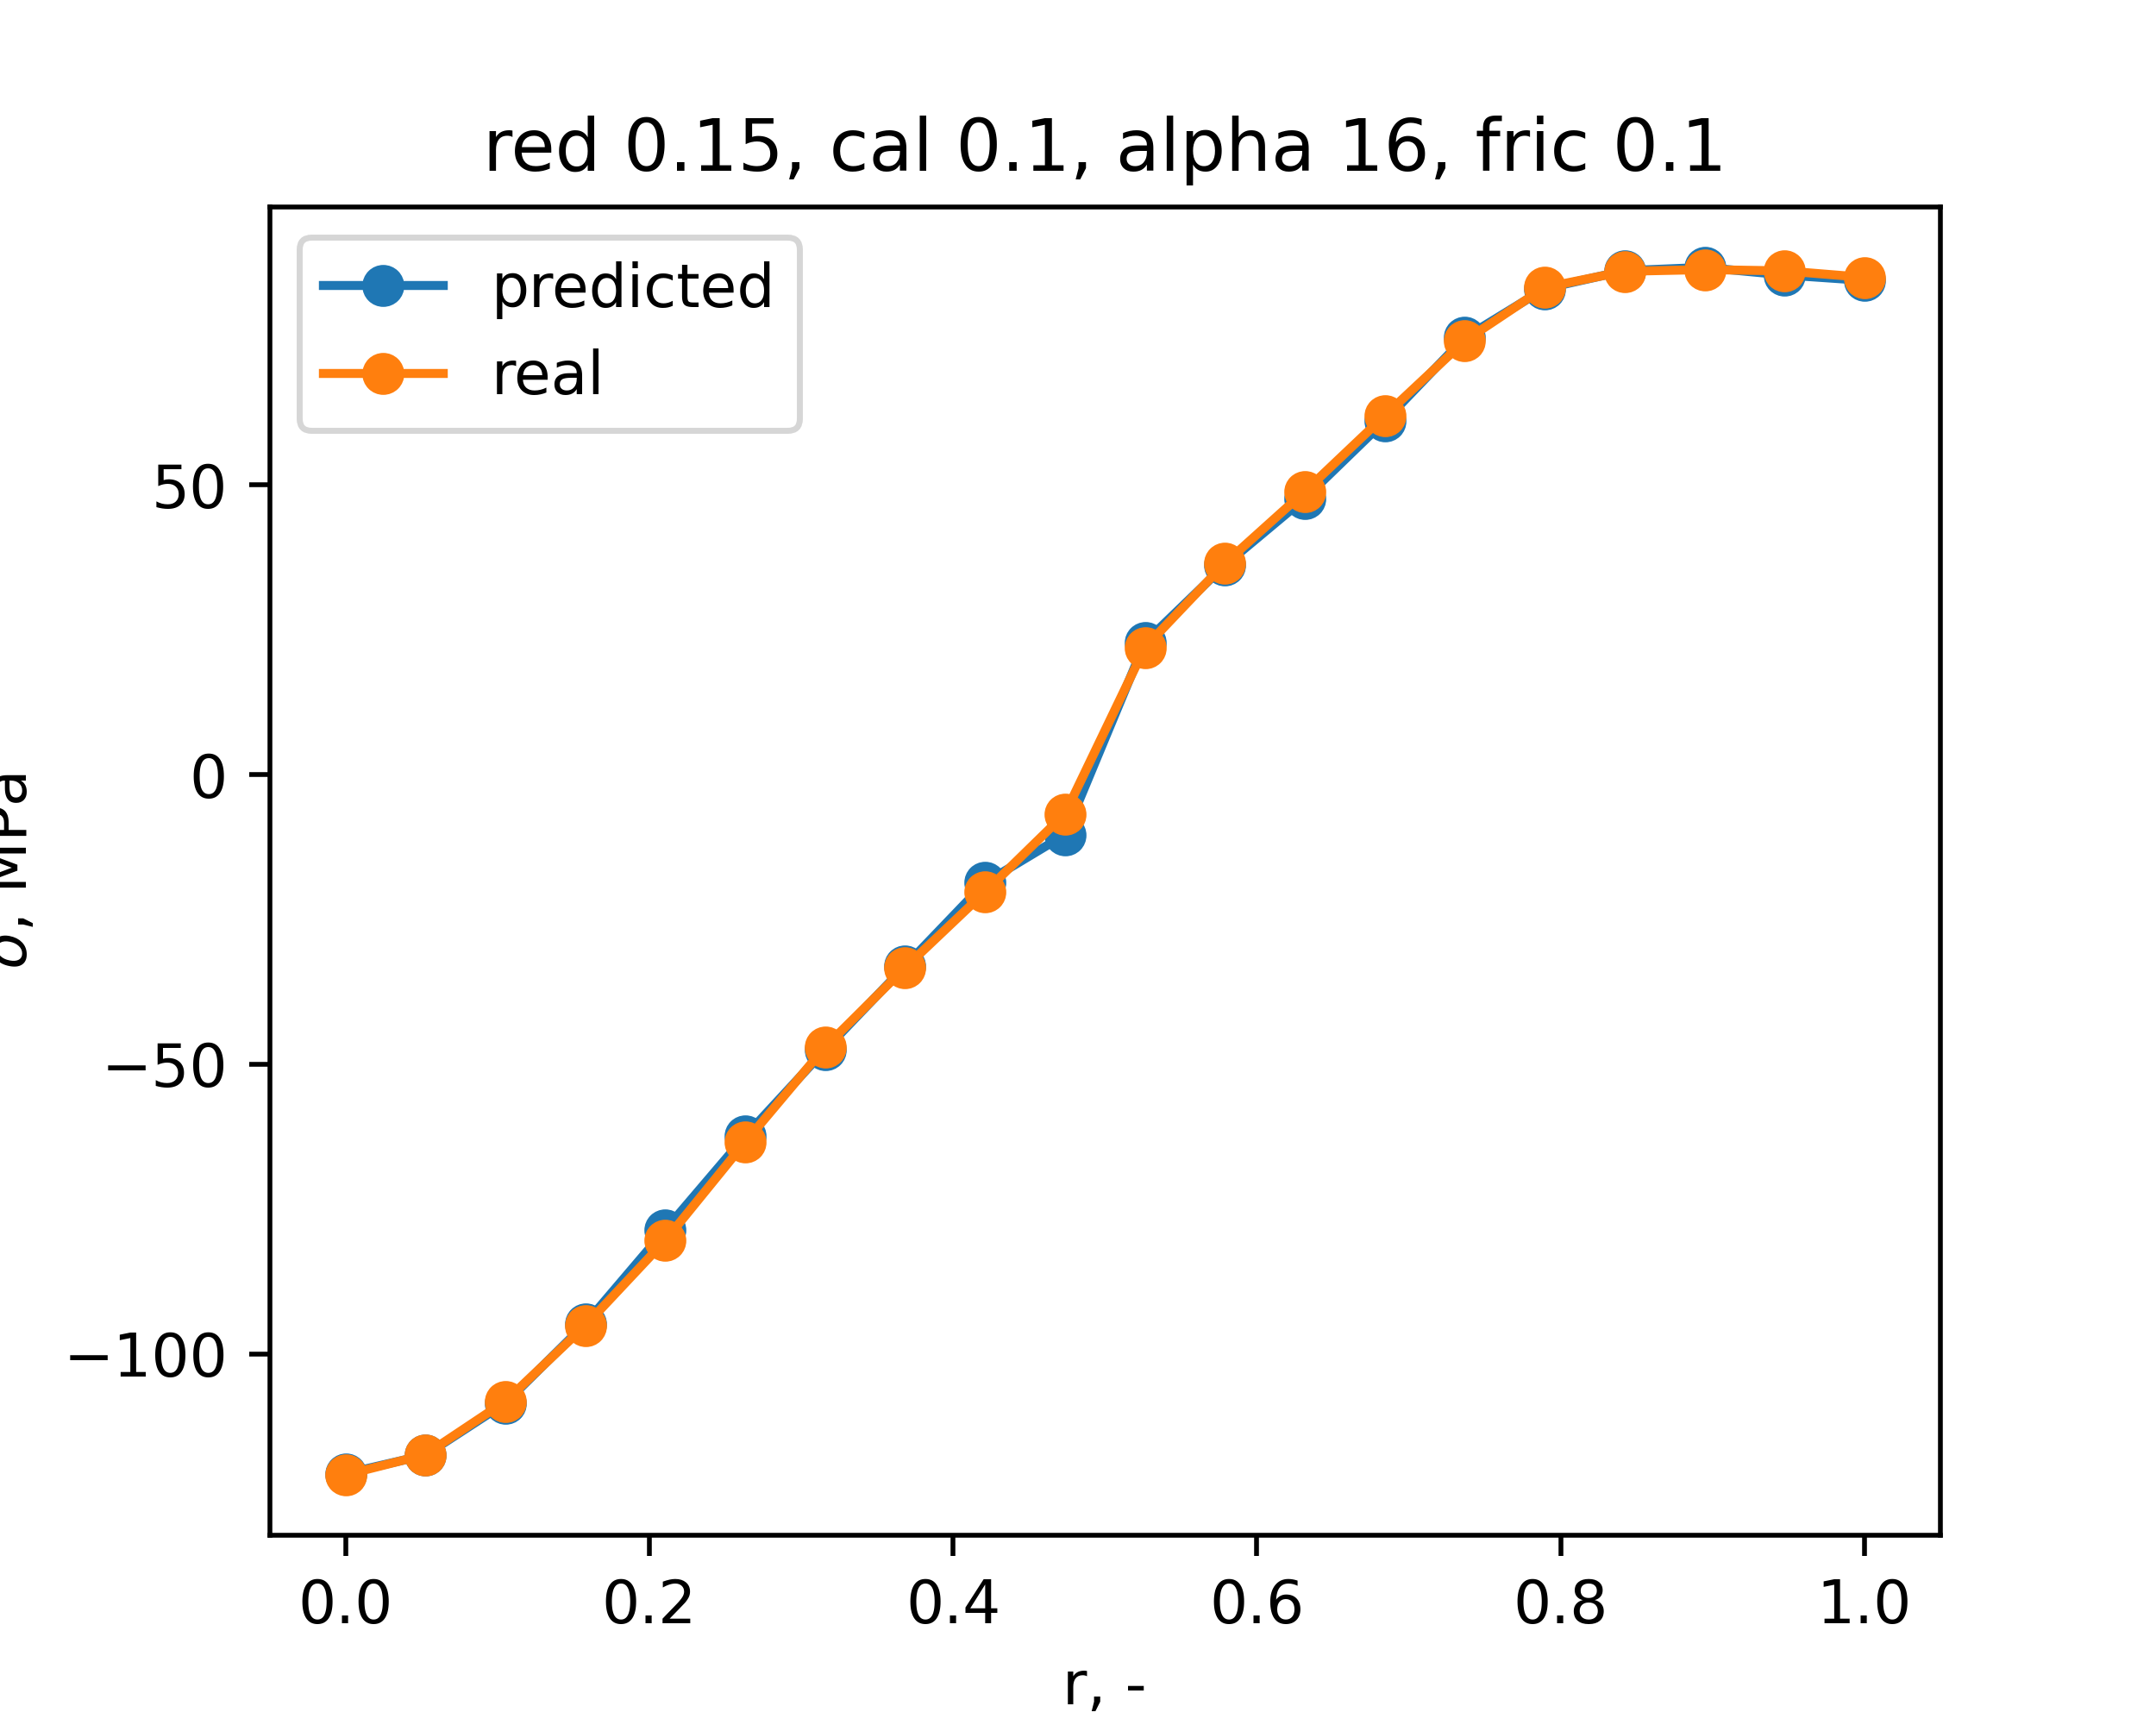 red 0.15, cal 0.1, alpha 16, fric 0.1
predicted
real
50
0
−50
−100
, MPa
0.0 0.2 0.4 0.6 0.8 1.0
r, -